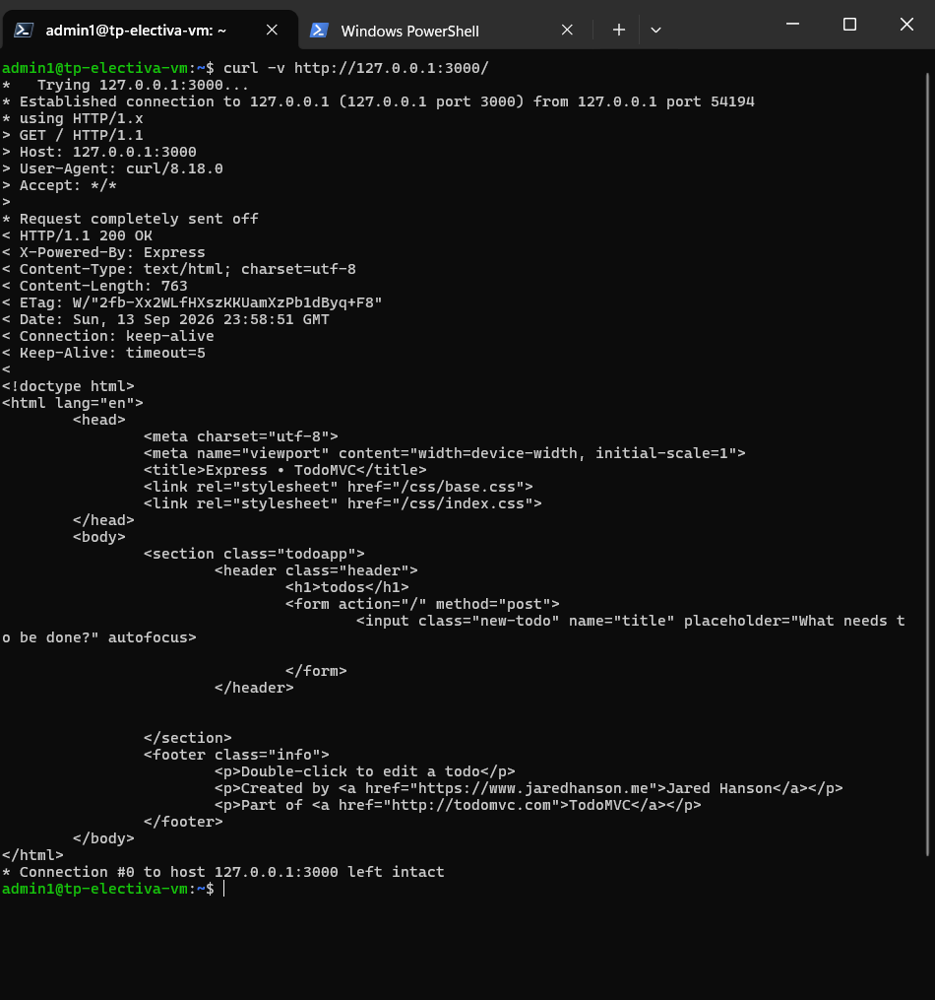 admin1@tp-electiva-vm: ~
Windows PowerShell
admin1@tp-electiva-vm:~$ curl -v http://127.0.0.1:3000/
*   Trying 127.0.0.1:3000...
* Established connection to 127.0.0.1 (127.0.0.1 port 3000) from 127.0.0.1 port 54194
* using HTTP/1.x
> GET / HTTP/1.1
> Host: 127.0.0.1:3000
> User-Agent: curl/8.18.0
> Accept: */*
>
* Request completely sent off
< HTTP/1.1 200 OK
< X-Powered-By: Express
< Content-Type: text/html; charset=utf-8
< Content-Length: 763
< ETag: W/"2fb-Xx2WLfHXszKKUamXzPb1dByq+F8"
< Date: Sun, 13 Sep 2026 23:58:51 GMT
< Connection: keep-alive
< Keep-Alive: timeout=5
<
<!doctype html>
<html lang="en">
        <head>
                <meta charset="utf-8">
                <meta name="viewport" content="width=device-width, initial-scale=1">
                <title>Express • TodoMVC</title>
                <link rel="stylesheet" href="/css/base.css">
                <link rel="stylesheet" href="/css/index.css">
        </head>
        <body>
                <section class="todoapp">
                        <header class="header">
                                <h1>todos</h1>
                                <form action="/" method="post">
                                        <input class="new-todo" name="title" placeholder="What needs t
o be done?" autofocus>
                                </form>
                        </header>
                </section>
                <footer class="info">
                        <p>Double-click to edit a todo</p>
                        <p>Created by <a href="https://www.jaredhanson.me">Jared Hanson</a></p>
                        <p>Part of <a href="http://todomvc.com">TodoMVC</a></p>
                </footer>
        </body>
</html>
* Connection #0 to host 127.0.0.1:3000 left intact
admin1@tp-electiva-vm:~$